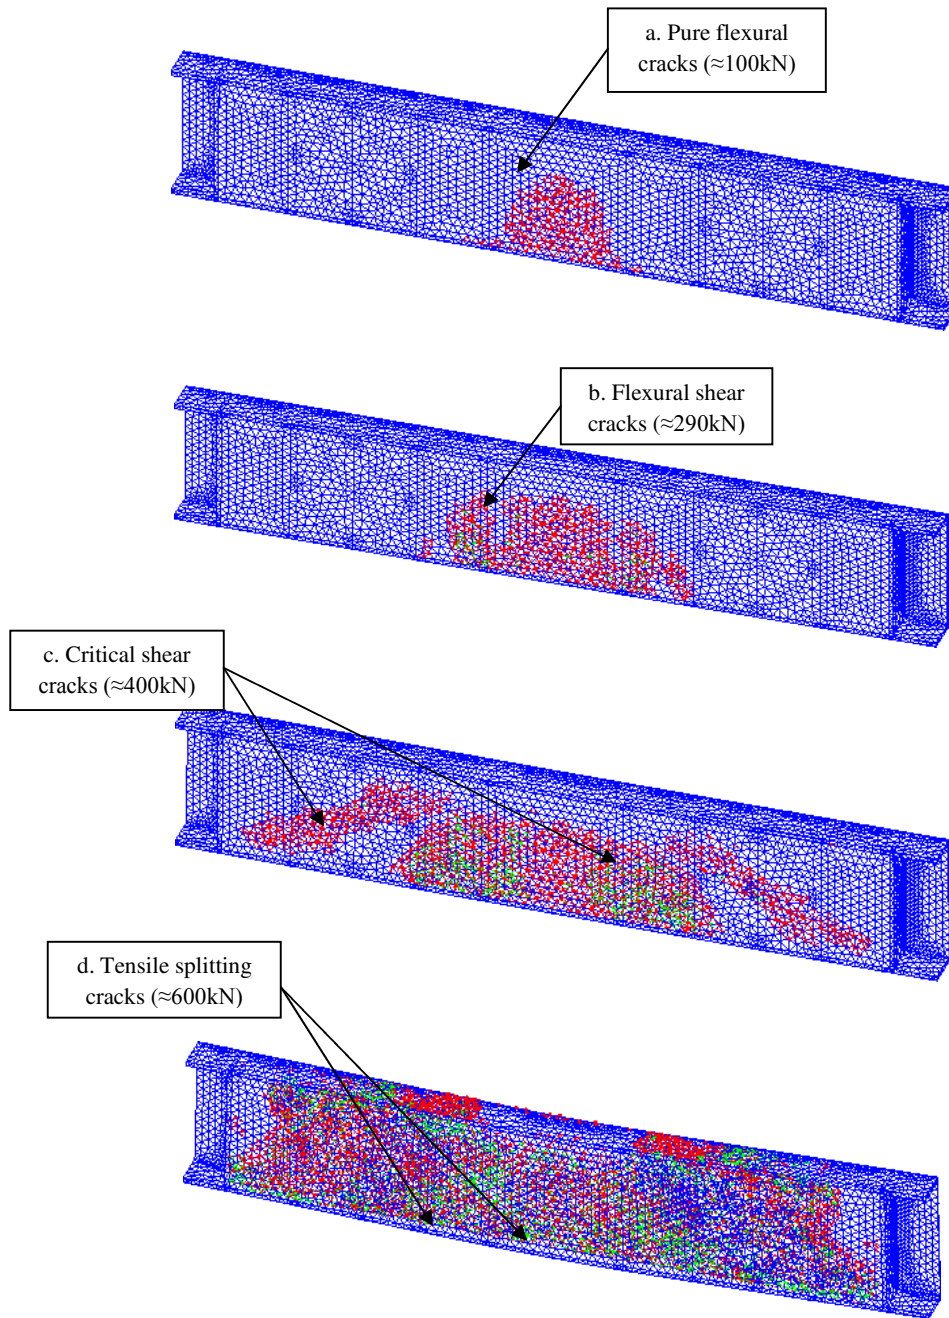 a. Pure flexural
cracks (≈100kN)
b. Flexural shear
cracks (≈290kN)
c. Critical shear
cracks (≈400kN)
d. Tensile splitting
cracks (≈600kN)